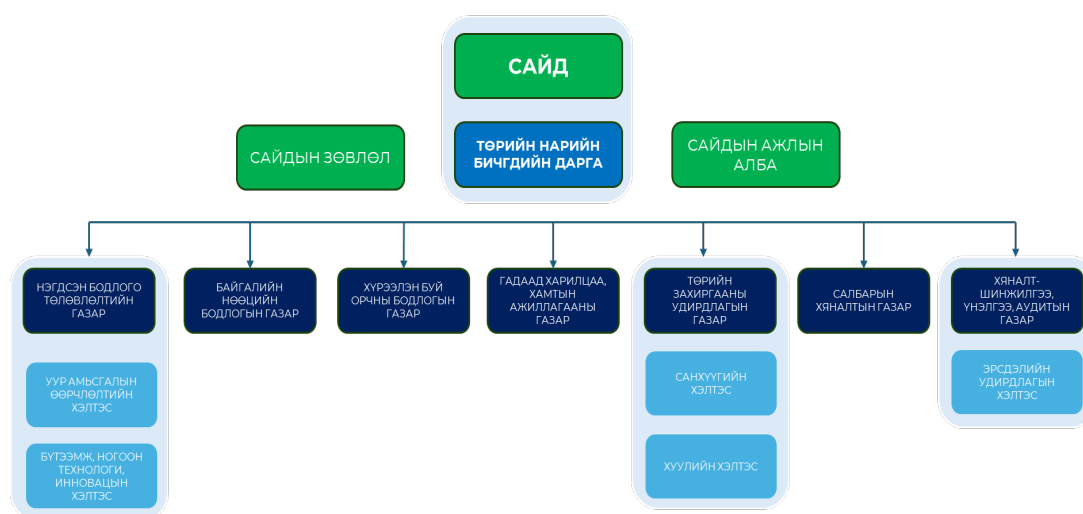 САЙД
ТӨРИЙН НАРИЙН
БИЧГДИЙН ДАРГА
САЙДЫН ЗӨВЛӨЛ
САЙДЫН АЖЛЫН
АЛБА
НЭГДСЭН БОДЛОГО
ТӨЛӨВЛӨЛТИЙН
ГАЗАР
БАЙГАЛИЙН
НӨӨЦИЙН
БОДЛОГЫН ГАЗАР
ХҮРЭЭЛЭН БУЙ
ОРЧНЫ БОДЛОГЫН
ГАЗАР
ГАДААД ХАРИЛЦАА,
ХАМТЫН
АЖИЛЛАГААНЫ
ГАЗАР
ТӨРИЙН
ЗАХИРГААНЫ
УДИРДЛАГЫН
ГАЗАР
САЛБАРЫН
ХЯНАЛТЫН ГАЗАР
ХЯНАЛТ-
ШИНЖИЛГЭЭ,
ҮНЭЛГЭЭ, АУДИТЫН
ГАЗАР
УУР АМЬСГАЛЫН
ӨӨРЧЛӨЛТИЙН
ХЭЛТЭС
БҮТЭЭМЖ, НОГООН
ТЕХНОЛОГИ,
ИННОВАЦЫН
ХЭЛТЭС
САНХҮҮГИЙН
ХЭЛТЭС
ХУУЛИЙН ХЭЛТЭС
ЭРСДЭЛИЙН
УДИРДЛАГЫН
ХЭЛТЭС